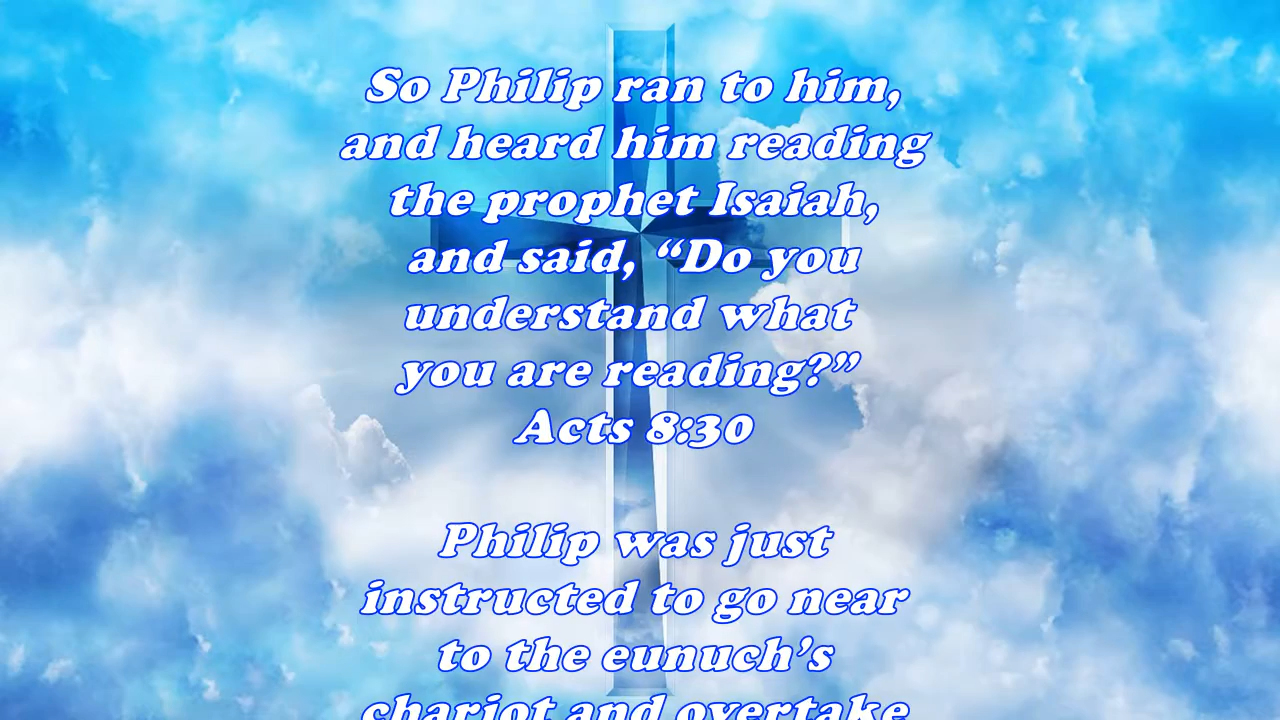 So Philip ran to him,
and heard him reading
the prophet Isaiah,
and said, “Do you
understand what
you are reading?”
Acts 8:30
Philip was just
instructed to go near
to the eunuch’s
chariot and overtake